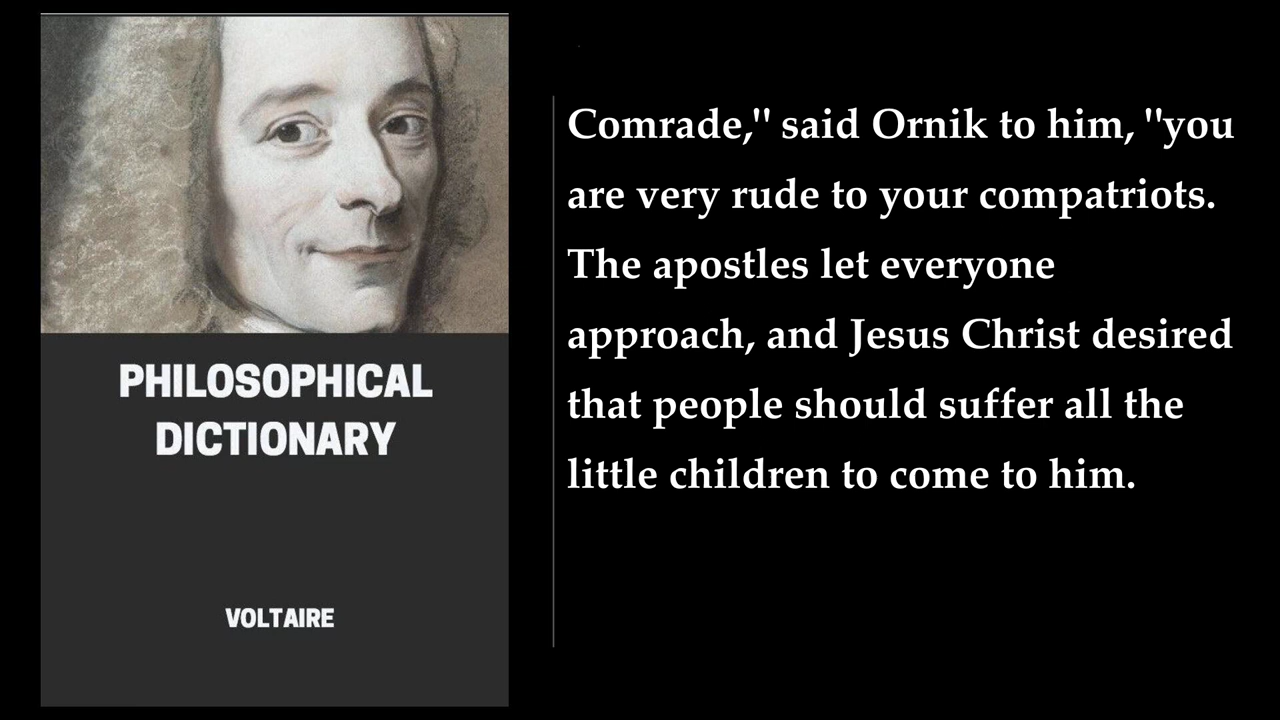 PHILOSOPHICAL
DICTIONARY
VOLTAIRE
Comrade," said Ornik to him, "you
are very rude to your compatriots.
The apostles let everyone
approach, and Jesus Christ desired
that people should suffer all the
little children to come to him.